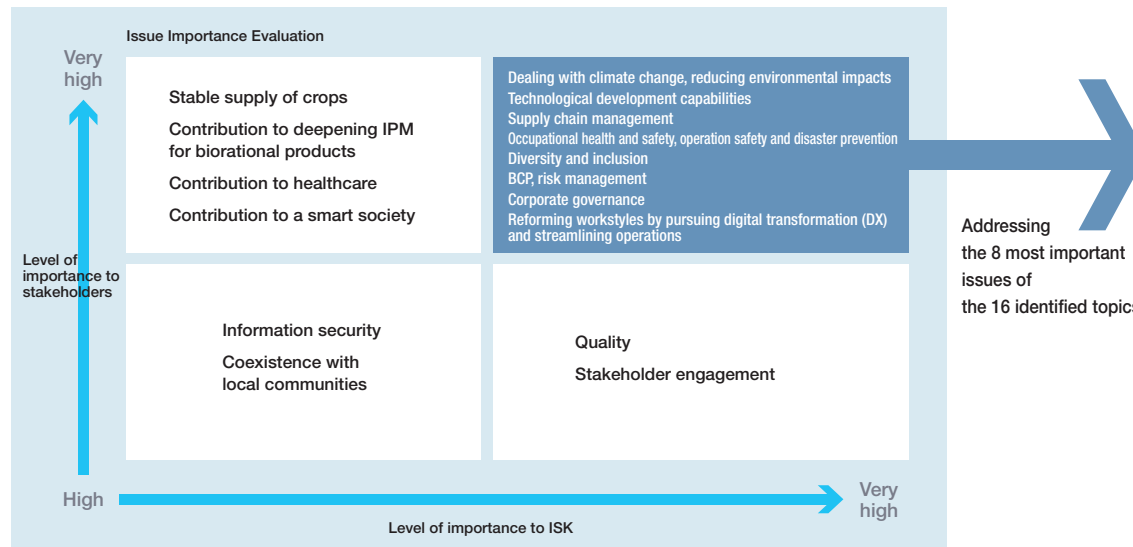 Issue Importance Evaluation
Very
high
Stable supply of crops
Contribution to deepening IPM
for biorational products
Contribution to healthcare
Contribution to a smart society
Dealing with climate change, reducing environmental impacts
Technological development capabilities
Supply chain management
Occupational health and safety, operation safety and disaster prevention
Diversity and inclusion
BCP, risk management
Corporate governance
Reforming workstyles by pursuing digital transformation (DX)
and streamlining operations
Addressing
the 8 most important
issues of
the 16 identified topics
Level of
importance to
stakeholders
Information security
Coexistence with
local communities
Quality
Stakeholder engagement
High
Very
high
Level of importance to ISK